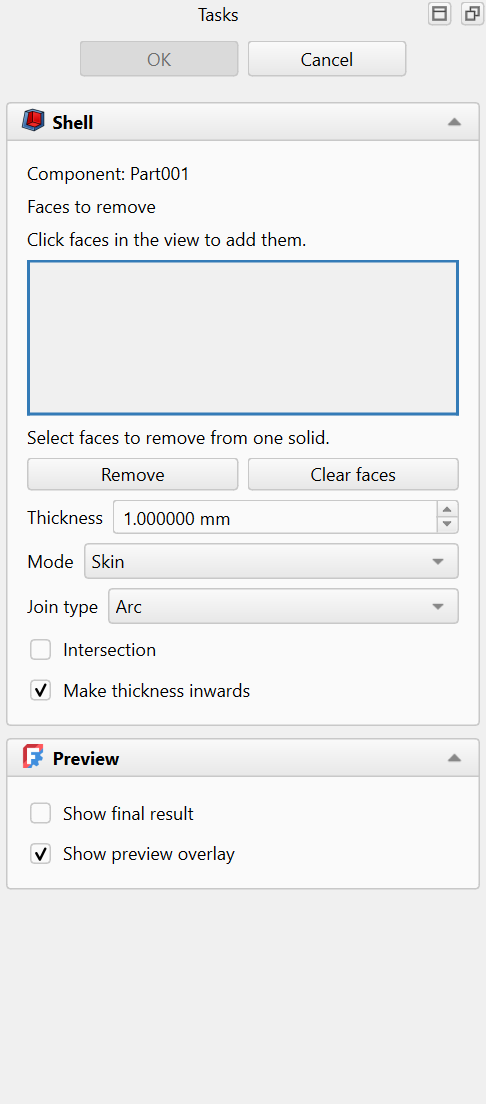 Tasks
OK Cancel
Shell
Component: Part001
Faces to remove
Click faces in the view to add them.
Select faces to remove from one solid.
Remove Clear faces
Thickness 1.000000 mm
Mode Skin
Join type Arc
Intersection
Make thickness inwards
Preview
Show final result
Show preview overlay